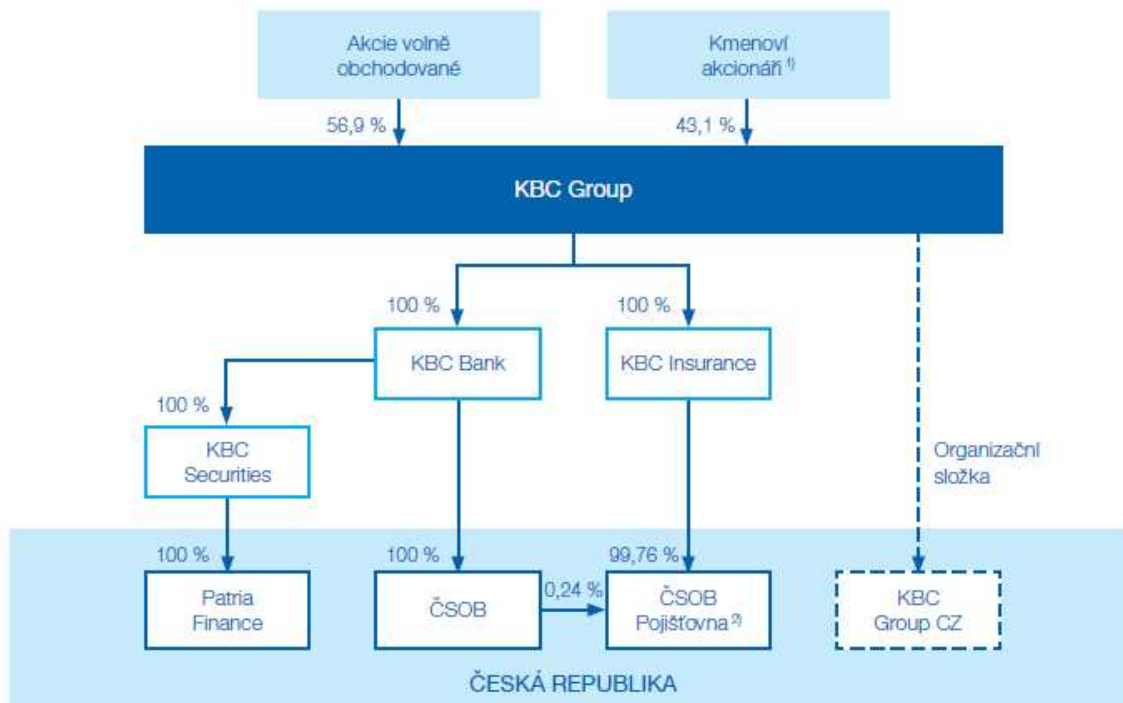 Akcie volně
obchodované
Kmenoví
akcionáři 1)
56,9 %
43,1 %
KBC Group
100 %
100 %
KBC Bank
KBC Insurance
100 %
KBC
Securities
Organizační
složka
100 %
100 %
99,76 %
Patria
Finance
ČSOB
0,24 %
ČSOB
Pojišťovna 2)
KBC
Group CZ
ČESKÁ REPUBLIKA